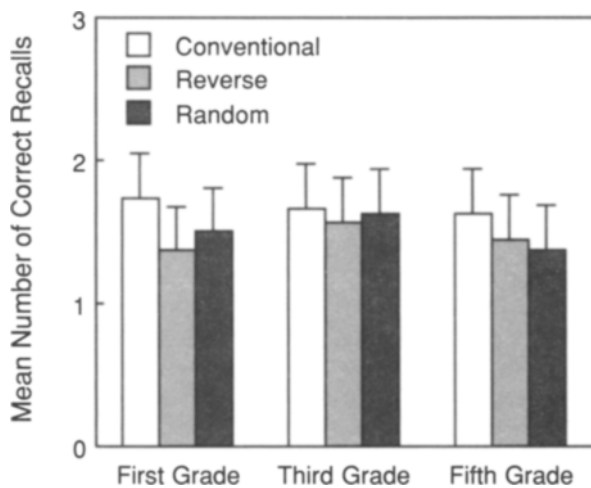 3
Conventional
Reverse
Random
2
1
0
Mean Number of Correct Recalls
First Grade Third Grade Fifth Grade